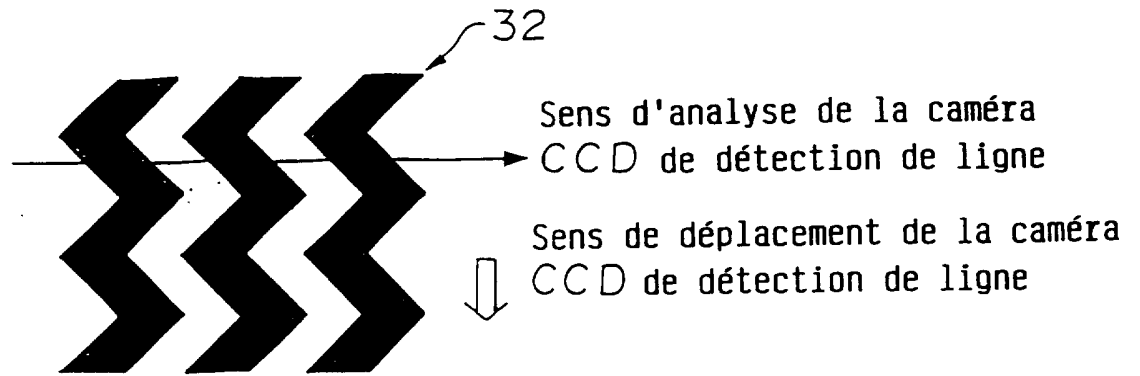 32
Sens d'analyse de la caméra
CCD de détection de ligne
Sens de déplacement de la caméra
CCD de détection de ligne